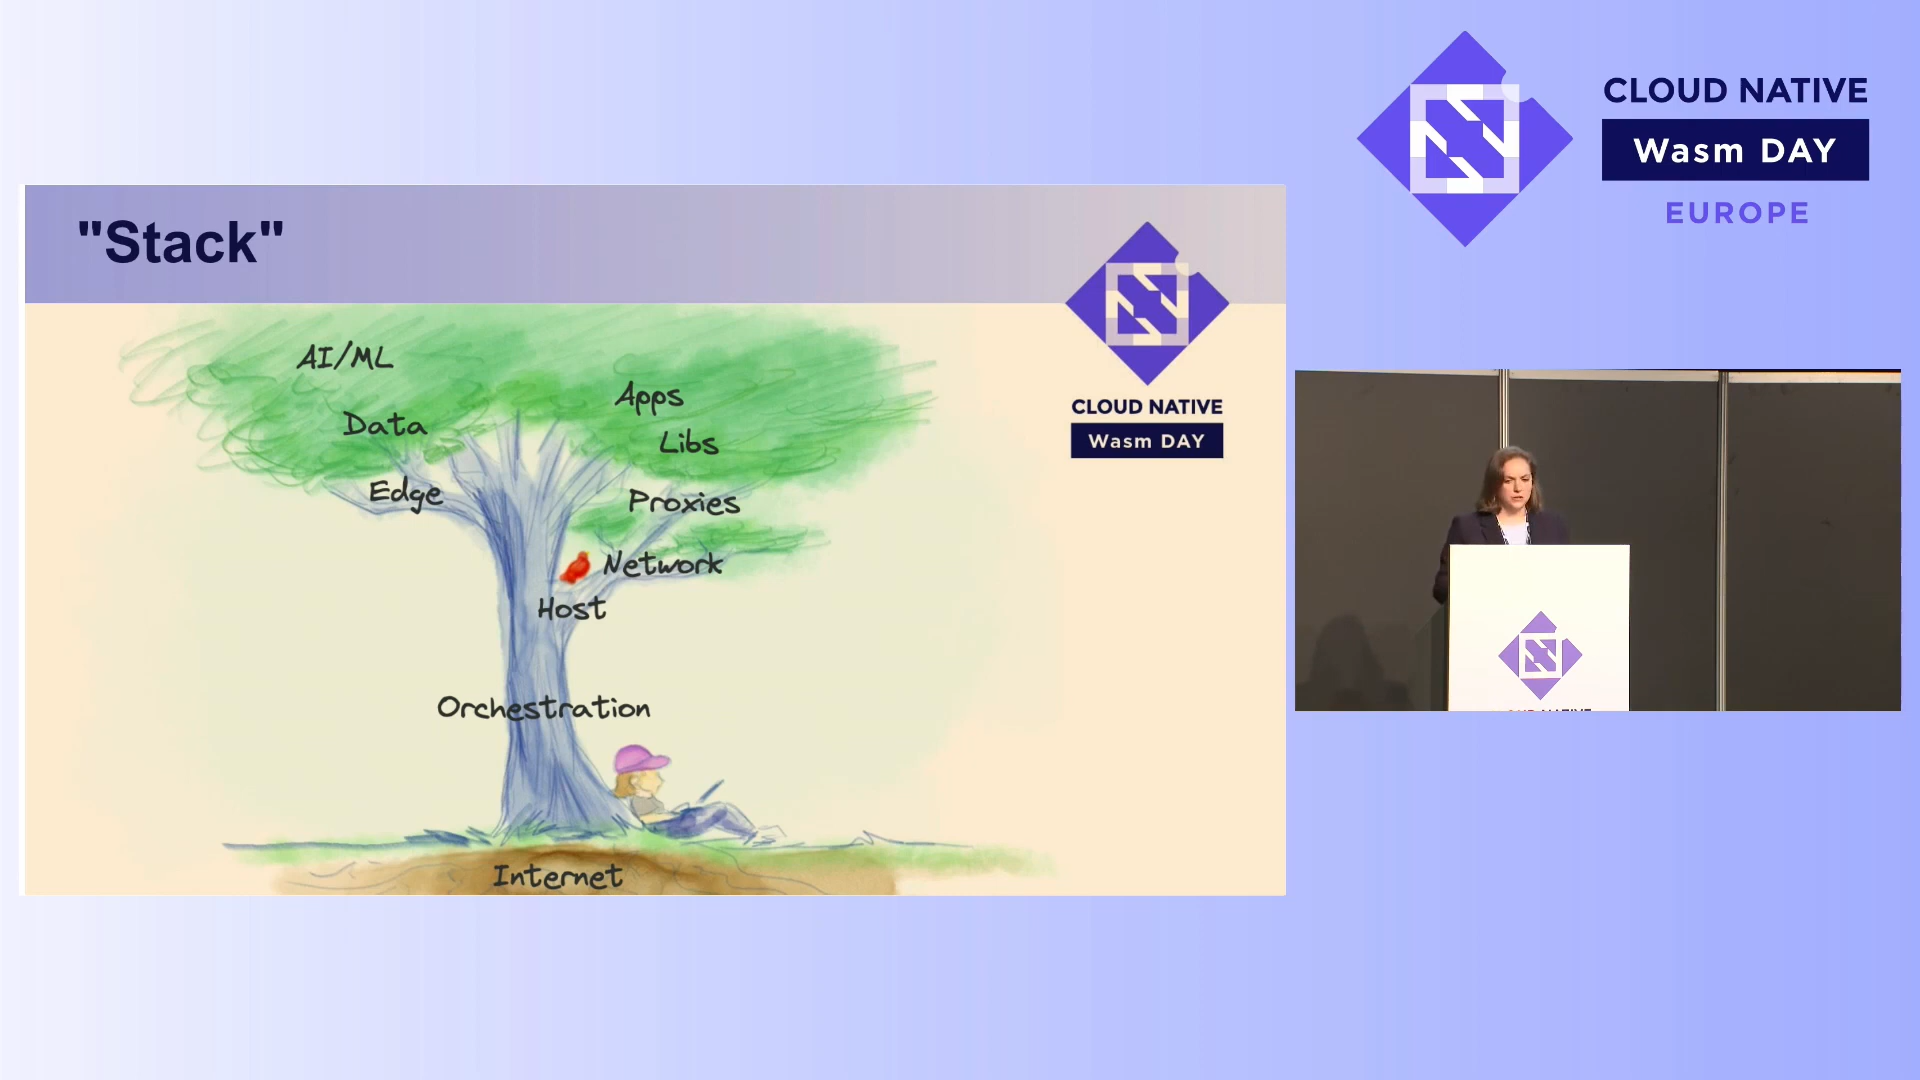 CLOUD NATIVE
Wasm DAY
EUROPE
"Stack"
AI/ML
Apps
Data
Libs
Edge
Proxies
Network
Host
Orchestration
Internet
CLOUD NATIVE
Wasm DAY